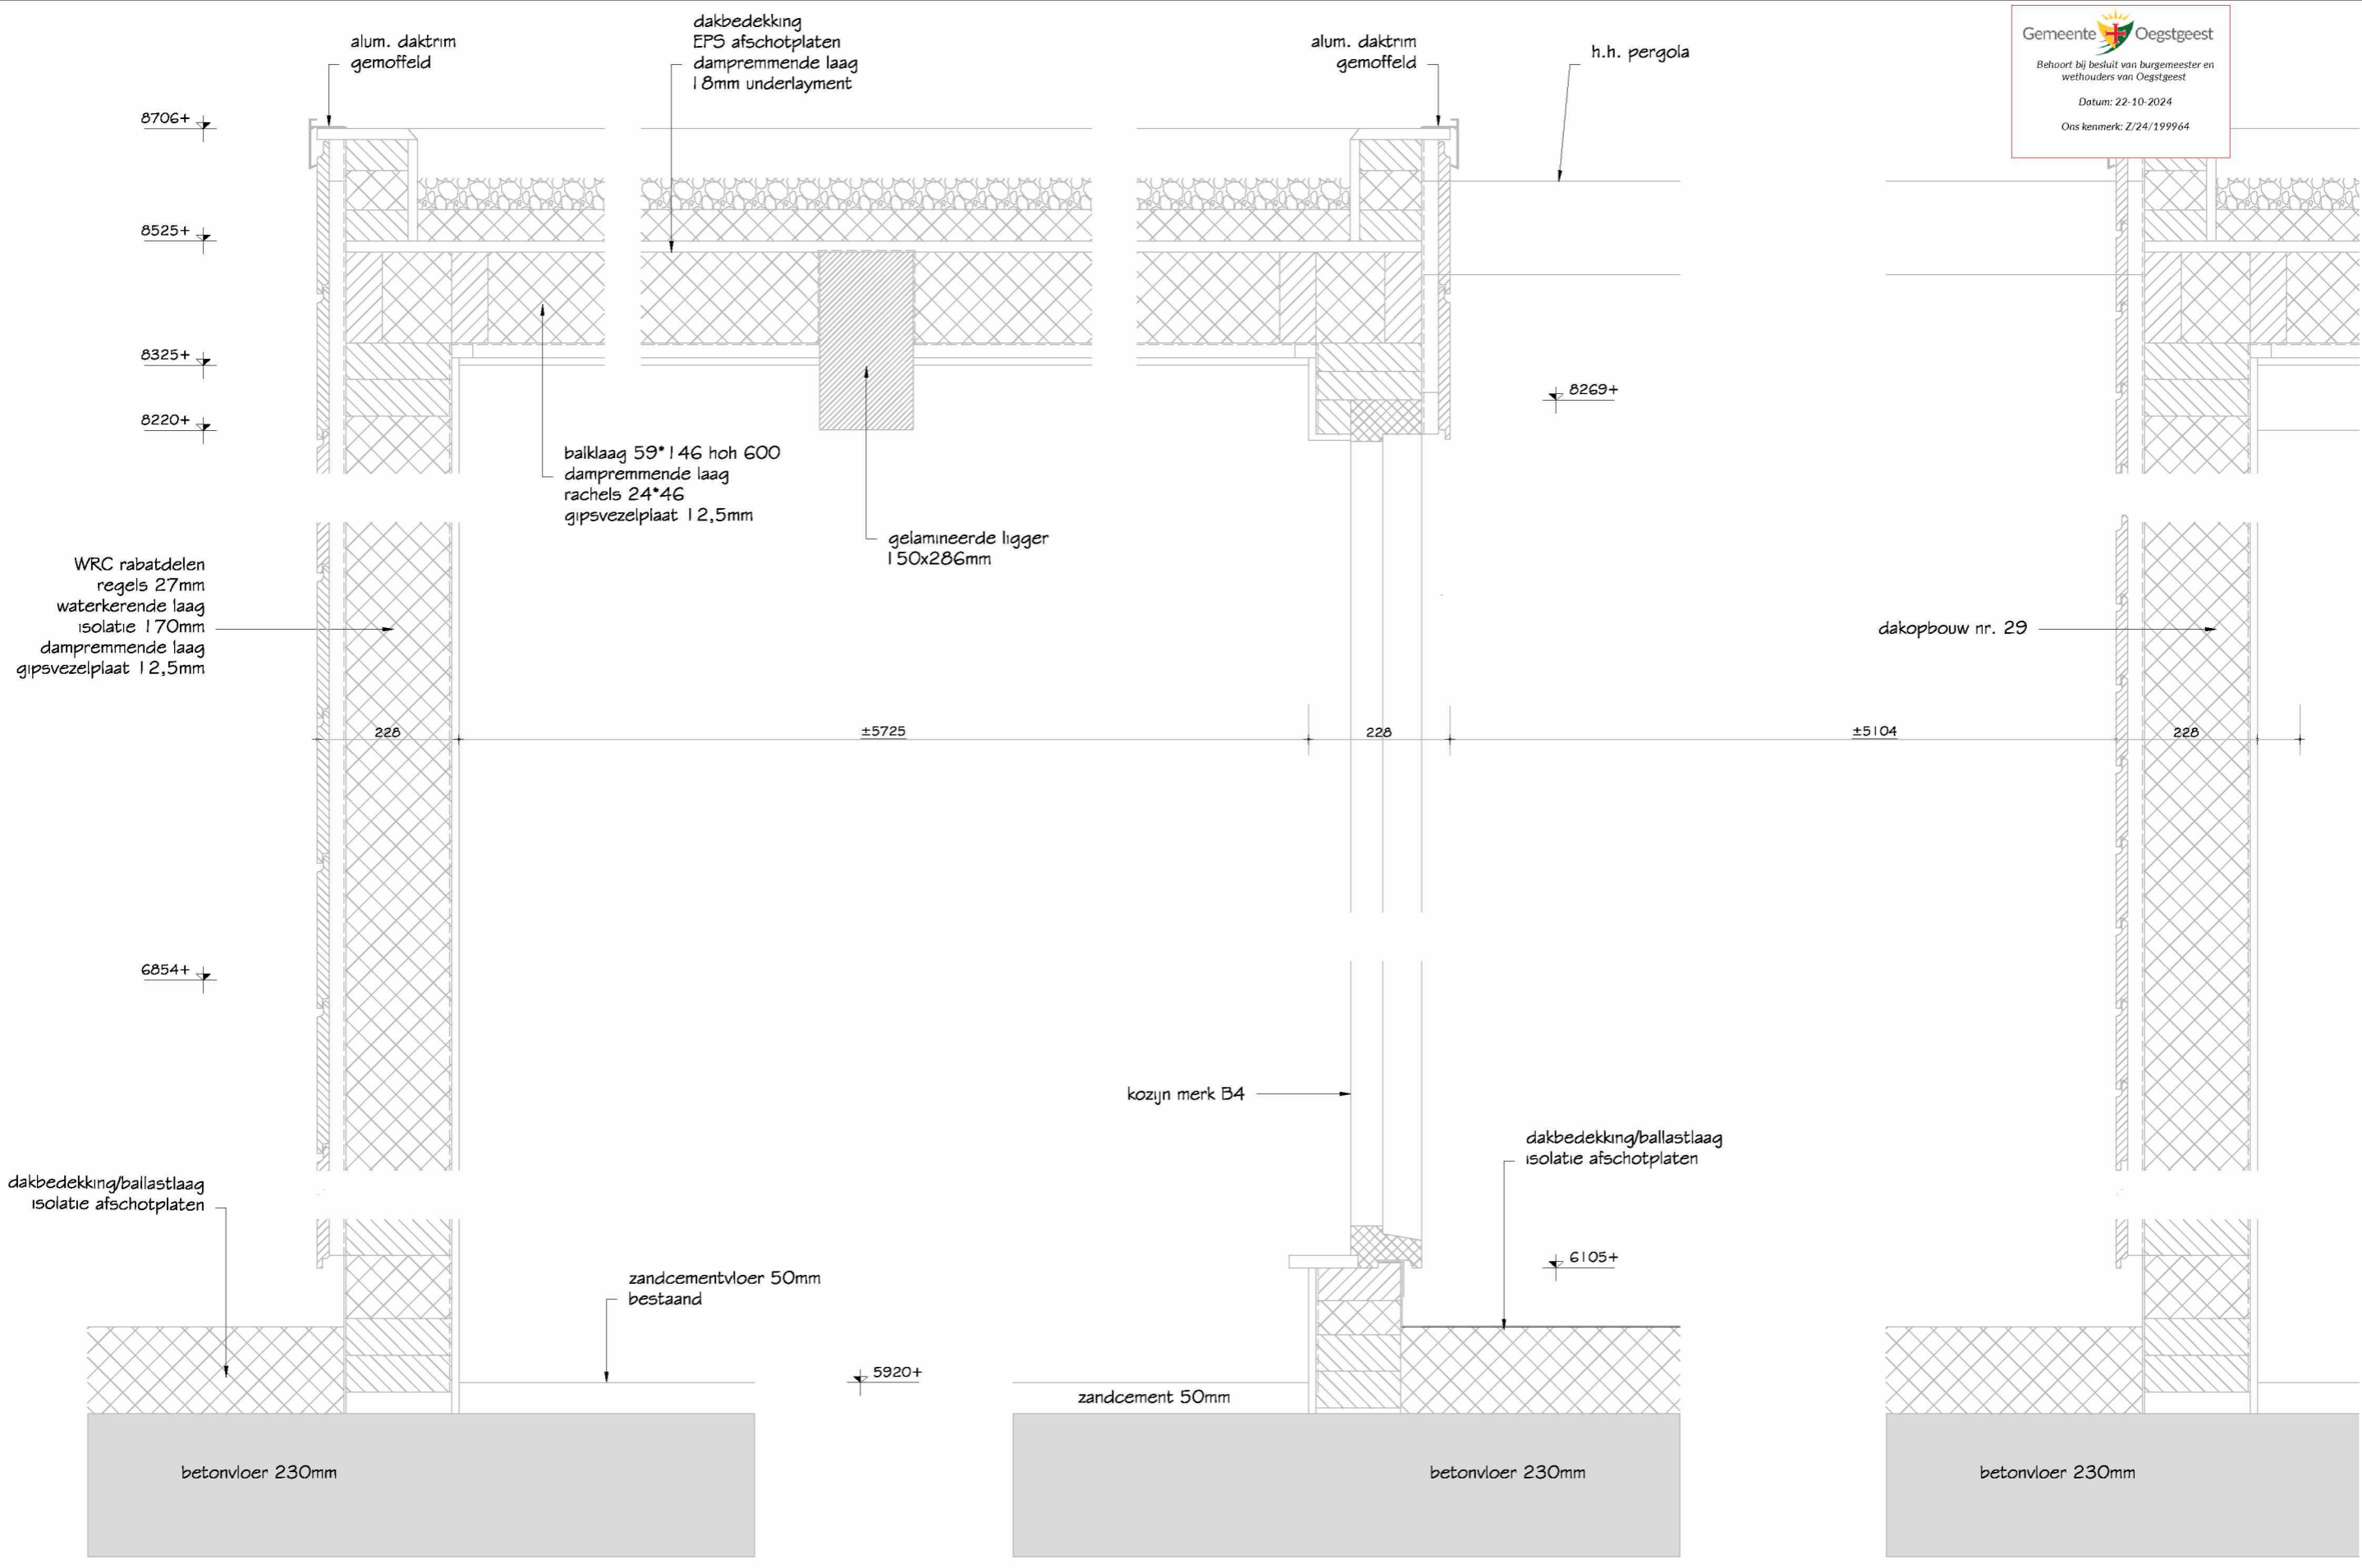 alum. daktrim
gemoffeld
dakbedekking
EPS afschotplaten
dampremmende laag
18mm underlayment
alum. daktrim
gemoffeld
h.h. pergola
Gemeente Oegstgeest
Behoort bij besluit van burgemeester en
wethouders van Oegstgeest
Datum: 22-10-2024
Ons kenmerk: Z/24/199964
8706+
8525+
8325+
8220+
8269+
balklaag 59*146 hoh 600
dampremmende laag
rachels 24*46
gipsvezelplaat 12,5mm
gelamineerde ligger
150x286mm
WRC rabatdelen
regels 27mm
waterkerende laag
isolatie 170mm
dampremmende laag
gipsvezelplaat 12,5mm
dakopbouw nr. 29
228
±5725
228
±5104
228
6854+
kozijn merk B4
dakbedekking/ballastlaag
isolatie afschotplaten
dakbedekking/ballastlaag
isolatie afschotplaten
6105+
zandcementvloer 50mm
bestaand
5920+
zandcement 50mm
betonvloer 230mm
betonvloer 230mm
betonvloer 230mm